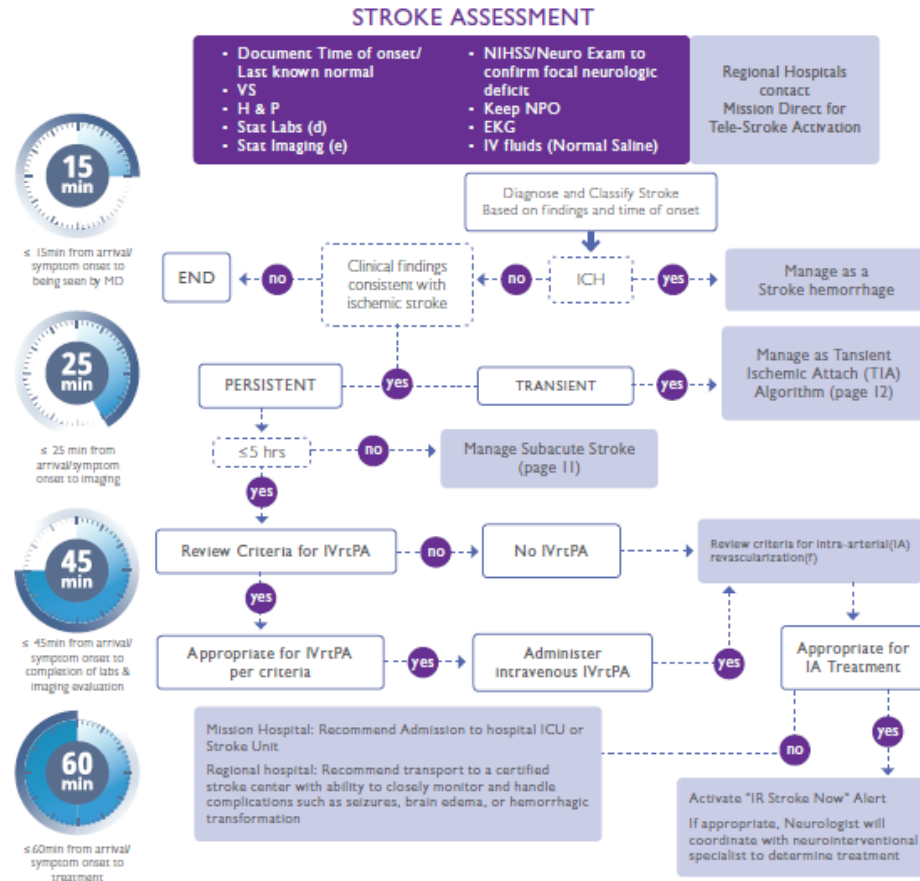 STROKE ASSESSMENT
- Document Time of onset/
Last known normal
- VS
- H & P
- Stat Labs (d)
- Stat Imaging (e)
- NIHSS/Neuro Exam to
confirm focal neurologic
deficit
- Keep NPO
- EKG
- IV fluids (Normal Saline)
Regional Hospitals
contact
Mission Direct for
Tele-Stroke Activation
15
min
≤ 15min from arrival/
symptom onset to
being seen by MD
Diagnose and Classify Stroke
Based on findings and time of onset
END
no
Clinical findings
consistent with
ischemic stroke
no
ICH
yes
Manage as a
Stroke hemorrhage
25
min
≤ 25 min from
arrival/symptom
onset to imaging
PERSISTENT
yes
TRANSIENT
yes
Manage as Tansient
Ischemic Attach (TIA)
Algorithm (page 12)
≤5 hrs
no
Manage Subacute Stroke
(page 11)
yes
45
min
≤ 45min from arrival/
symptom onset to
completion of labs &
imaging evaluation
Review Criteria for IVrtPA
no
No IVrtPA
Review criteria for Intra-arterial(IA)
revascularization(f)
yes
Appropriate for IVrtPA
per criteria
yes
Administer
intravenous IVrtPA
yes
Appropriate for
IA Treatment
60
min
≤60min from arrival/
symptom onset to
treatment
Mission Hospital: Recommend Admission to hospital ICU or
Stroke Unit
Regional hospital: Recommend transport to a certified
stroke center with ability to closely monitor and handle
complications such as seizures, brain edema, or hemorrhagic
transformation
no
yes
Activate "IR Stroke Now" Alert
If appropriate, Neurologist will
coordinate with neurointerventional
specialist to determine treatment